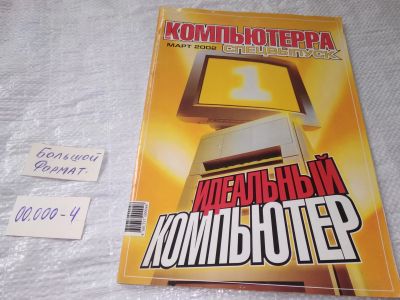 КОМПЬЮТЕРРА
МАРТ 2002
СПЕЦВЫПУСК
1
ИДЕАЛЬНЫЙ
КОМПЬЮТЕР
БОЛЬШОЙ
ФОРМАТ.
00.000-4